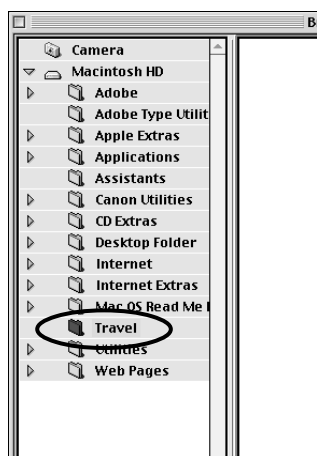 B
Camera
Macintosh HD
Adobe
Adobe Type Utilit
Apple Extras
Applications
Assistants
Canon Utilities
CD Extras
Desktop Folder
Internet
Internet Extras
Mac OS Read Me
Travel
Utilities
Web Pages